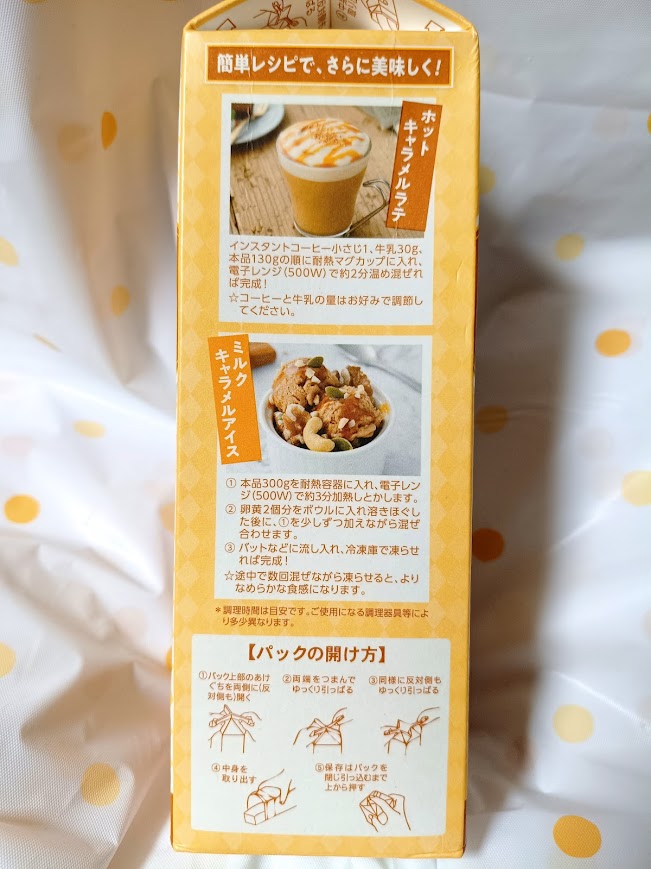 簡単レシピで、さらに美味しく!
ホット
キャラメルラテ
インスタントコーヒー小さじ1、牛乳30g、
本品130gの順に耐熱マグカップに入れ、
電子レンジ(500W)で約2分温め混ぜれ
ば完成!
☆コーヒーと牛乳の量はお好みで調節し
てください。
ミルク
キャラメルアイス
① 本品300gを耐熱容器に入れ、電子レン
ジ(500W)で約3分加熱しとかします。
② 卵黄2個分をボウルに入れ溶きほぐし
た後に、①を少しずつ加えながら混ぜ
合わせます。
③ バットなどに流し入れ、冷凍庫で凍らせ
れば完成!
☆途中で数回混ぜながら凍らせると、より
なめらかな食感になります。
*調理時間は目安です。ご使用になる調理器具等によ
り多少異なります。
【パックの開け方】
①パック上部のあけ
ぐちを両側に(反
対側も)開く
②両端をつまんで
ゆっくり引っぱる
③同様に反対側も
ゆっくり引っぱる
④中身を
取り出す
⑤保存はパックを
閉じ引っ込むまで
上から押す